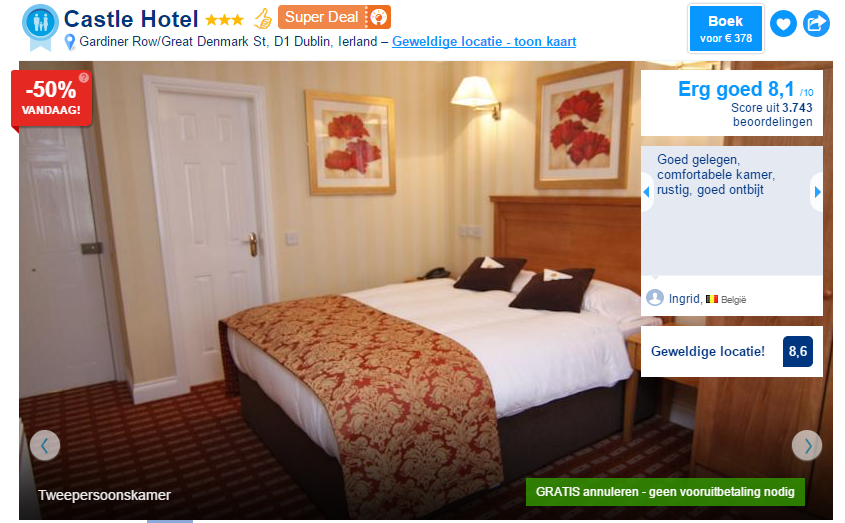 Castle Hotel
Super Deal
Boek
voor € 378
Gardiner Row/Great Denmark St, D1 Dublin, Ierland – Geweldige locatie - toon kaart
-50%
?
VANDAAG!
Erg goed 8,1 /10
Score uit 3.743
beoordelingen
Goed gelegen,
comfortabele kamer,
rustig, goed ontbijt
Ingrid, België
Geweldige locatie! 8,6
Tweepersoonskamer
GRATIS annuleren - geen vooruitbetaling nodig